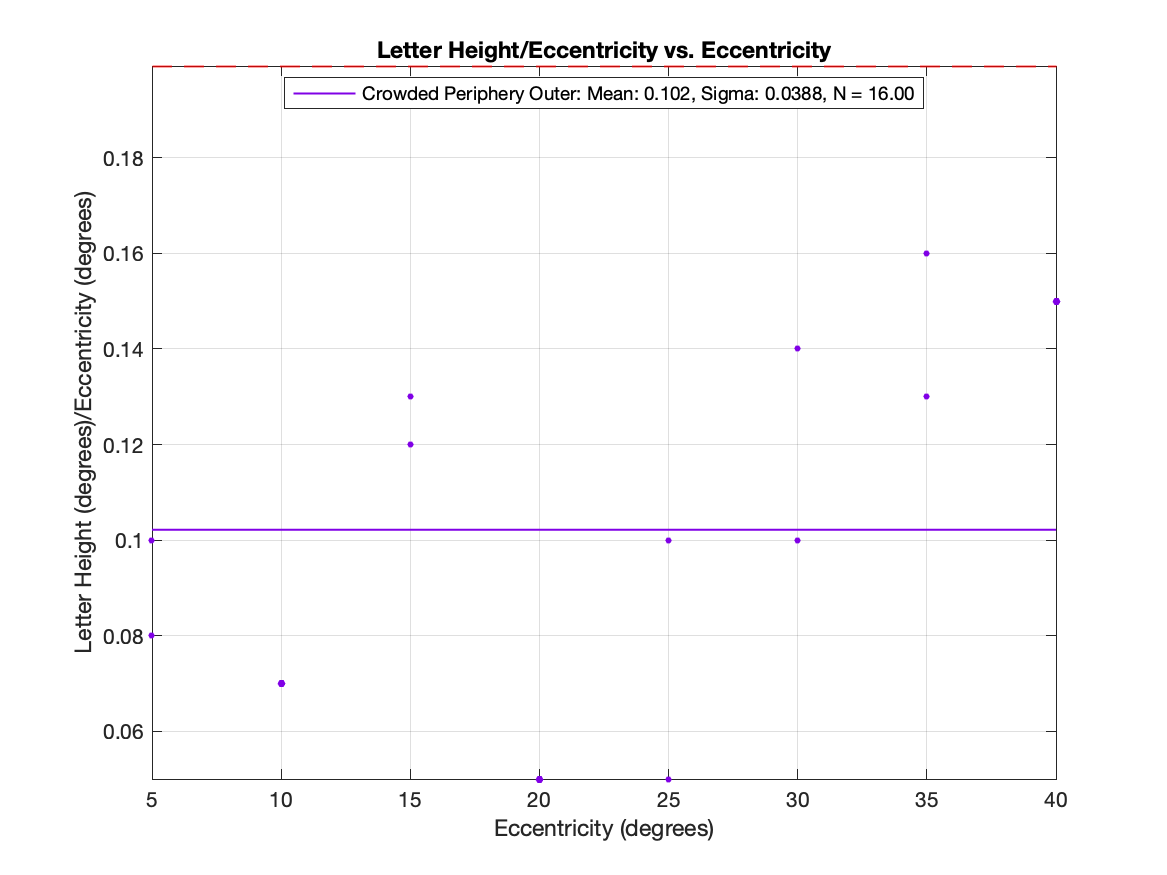 Letter Height/Eccentricity vs. Eccentricity
Crowded Periphery Outer: Mean: 0.102, Sigma: 0.0388, N = 16.00
0.18
0.16
0.14
0.12
0.1
0.08
0.06
Letter Height (degrees)/Eccentricity (degrees)
5 10 15 20 25 30 35 40
Eccentricity (degrees)